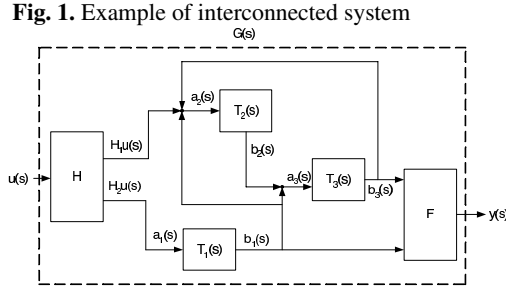 Fig. 1. Example of interconnected system
G(s)
a₂(s)
T₂(s)
H₁u(s)
b₂(s)
u(s)
H
H₂u(s)
a₃(s)
T₃(s)
b₃(s)
F
y(s)
a₁(s)
T₁(s)
b₁(s)